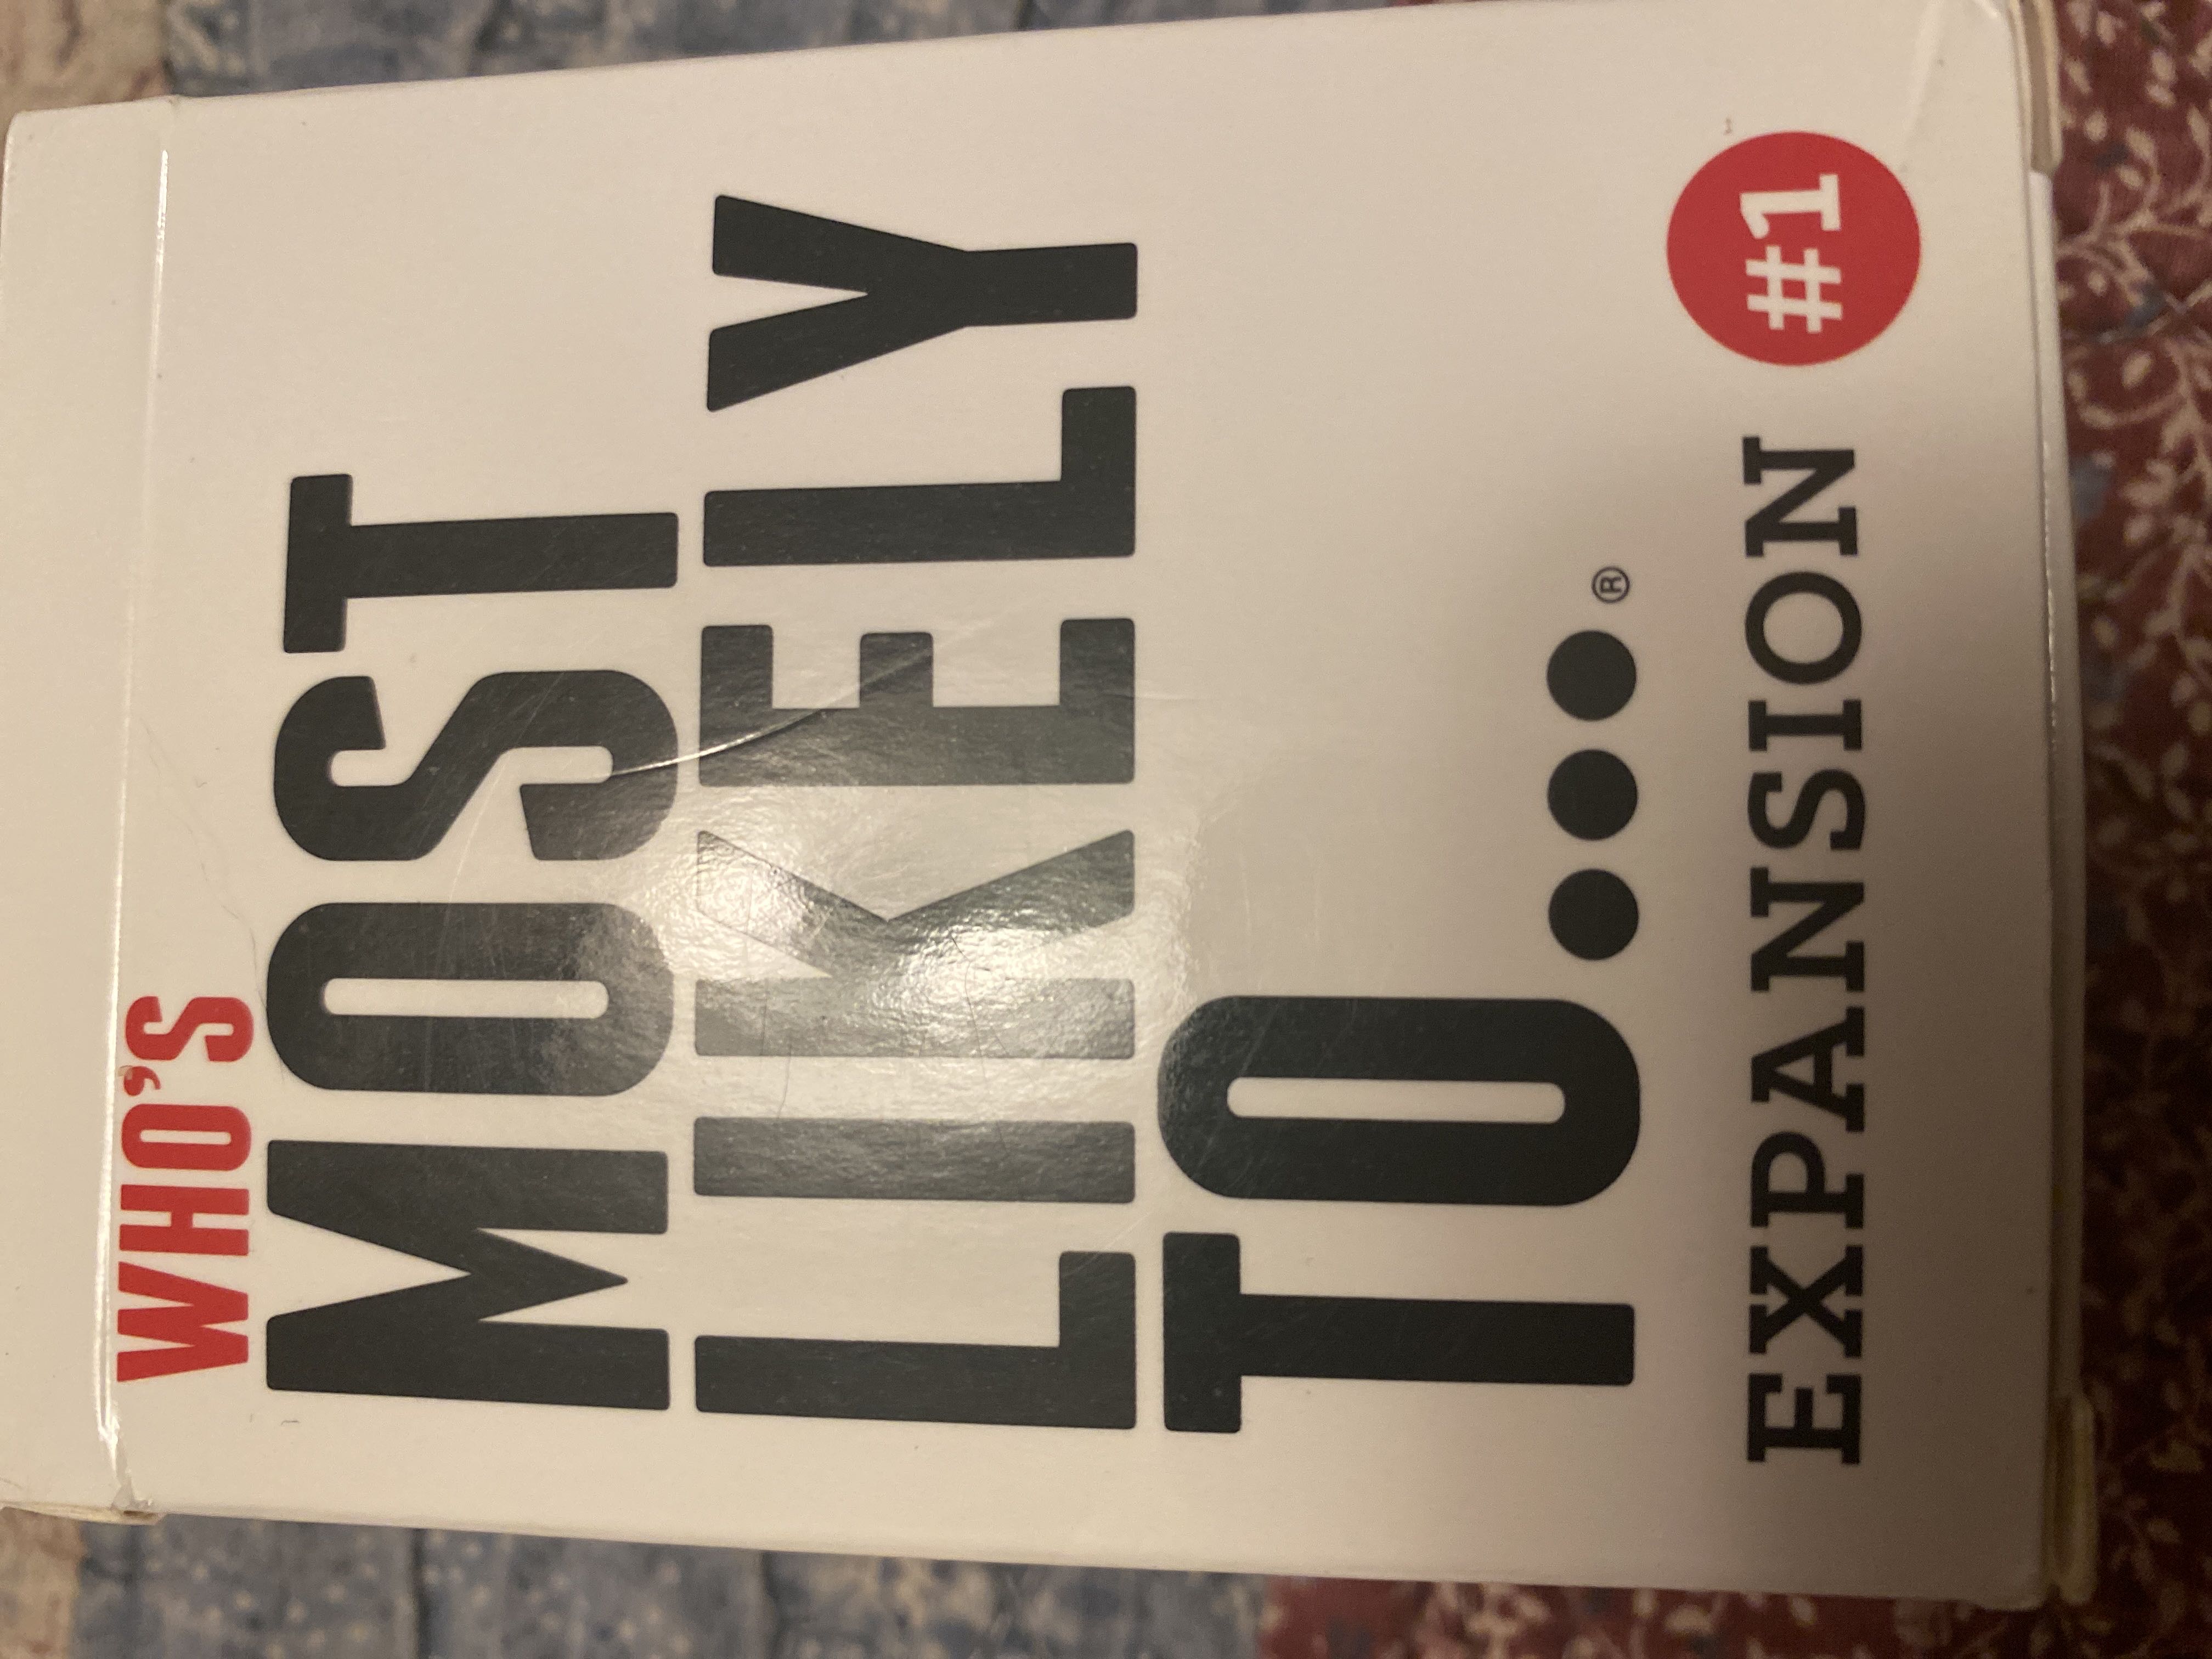 WHO'S
MOST
LIKELY
TO...®
EXPANSION #1